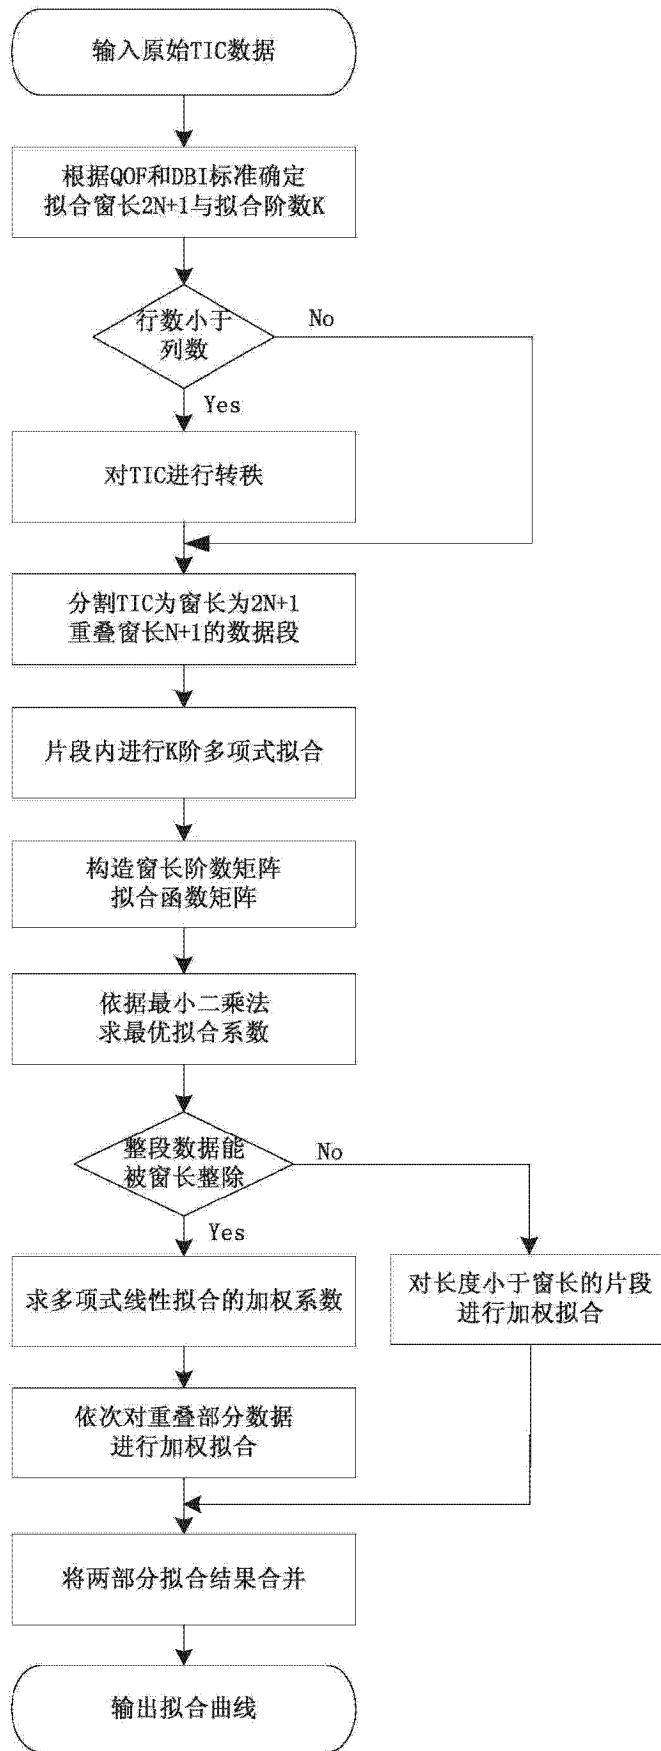 输入原始TIC数据
根据QOF和DBI标准确定
拟合窗长2N+1与拟合阶数K
行数小于
列数
No
Yes
对TIC进行转秩
分割TIC为窗长为2N+1
重叠窗长N+1的数据段
片段内进行K阶多项式拟合
构造窗长阶数矩阵
拟合函数矩阵
依据最小二乘法
求最优拟合系数
整段数据能
被窗长整除
No
Yes
求多项式线性拟合的加权系数
对长度小于窗长的片段
进行加权拟合
依次对重叠部分数据
进行加权拟合
将两部分拟合结果合并
输出拟合曲线